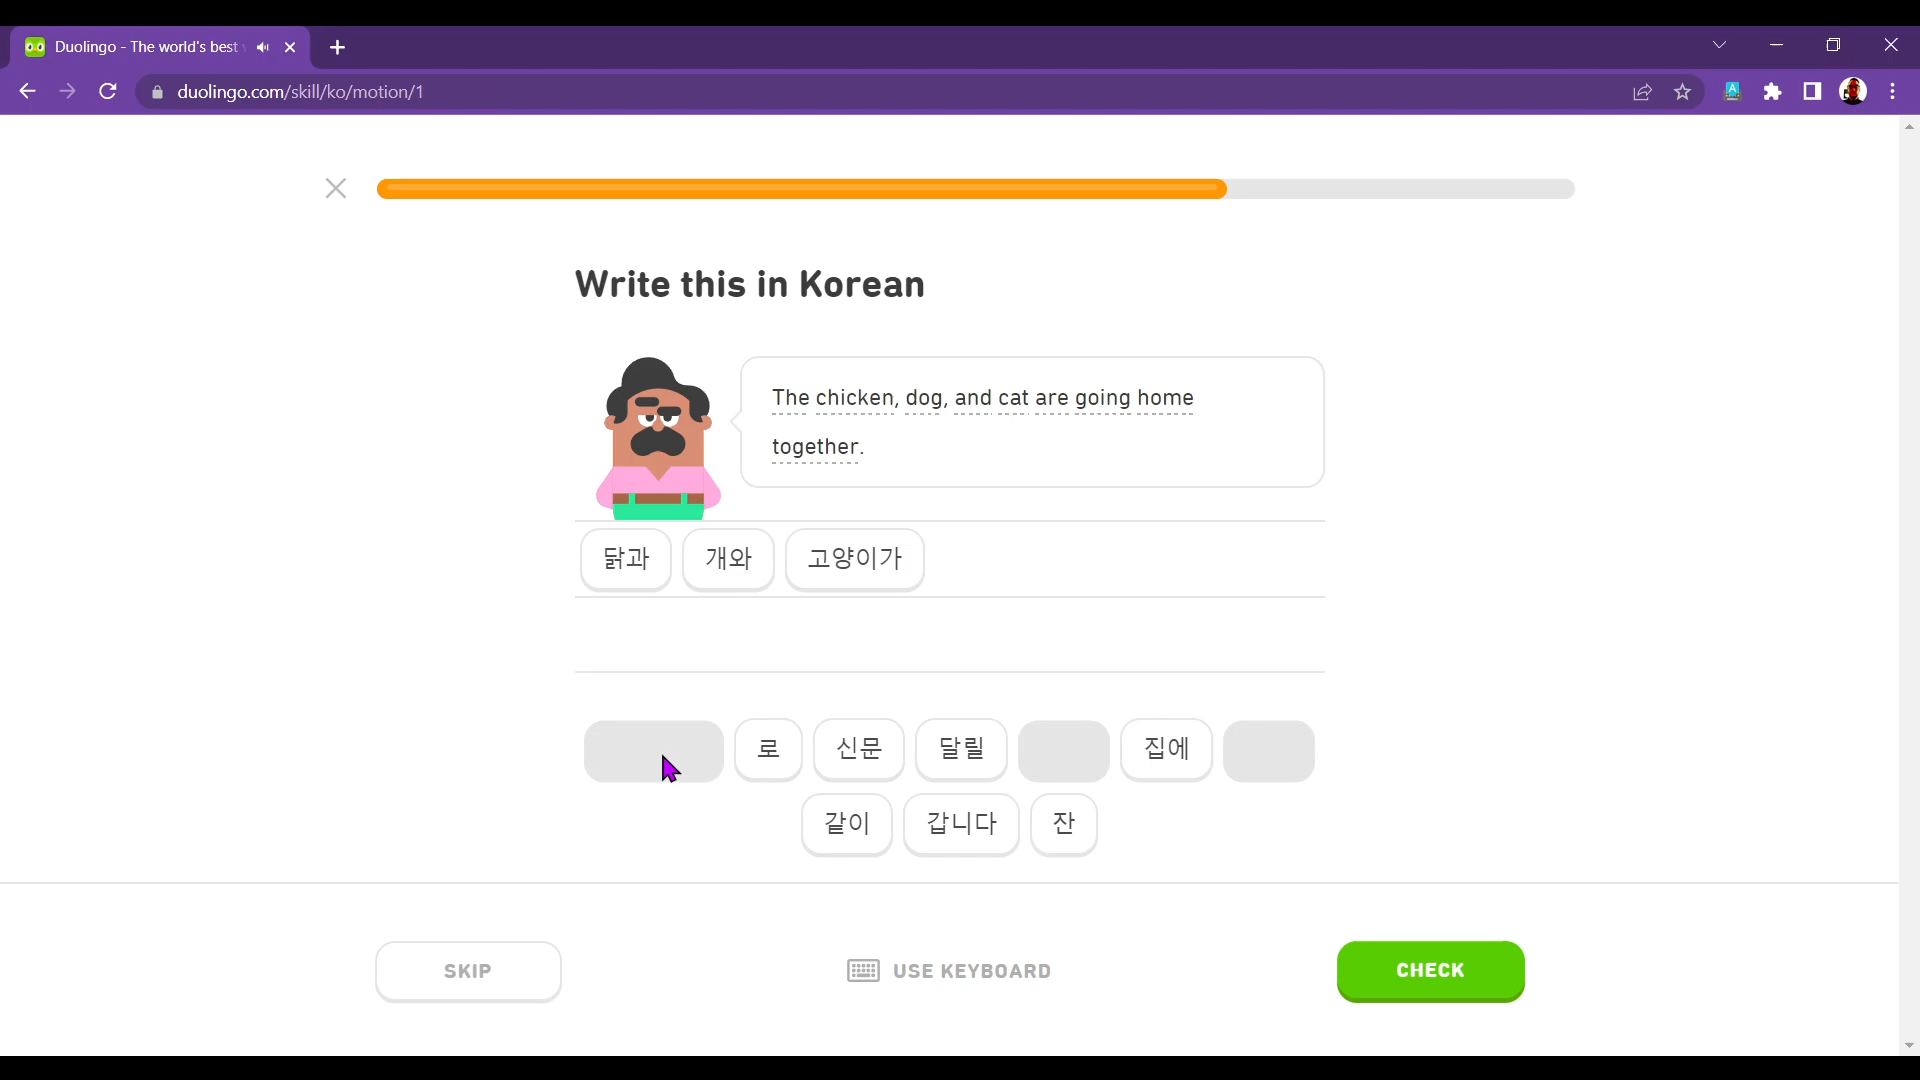 Duolingo - The world's best
duolingo.com/skill/ko/motion/1
Write this in Korean
The chicken, dog, and cat are going home
together.
닭과 개와 고양이가
로 신문 달릴 집에
같이 갑니다 잔
SKIP USE KEYBOARD CHECK